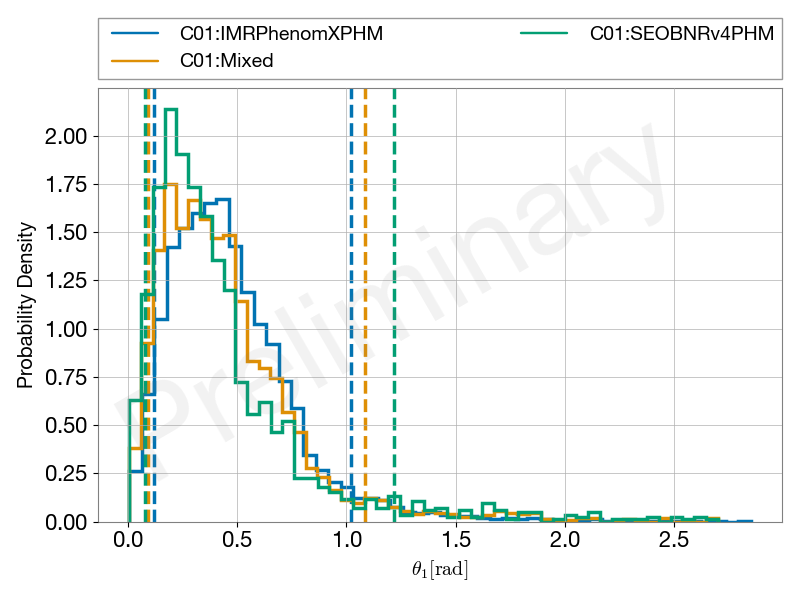 C01:IMRPhenomXPHM
C01:Mixed
C01:SEOBNRv4PHM
2.00
1.75
1.50
1.25
1.00
0.75
0.50
0.25
0.00
Probability Density
Preliminary
0.0 0.5 1.0 1.5 2.0 2.5
θ₁[rad]